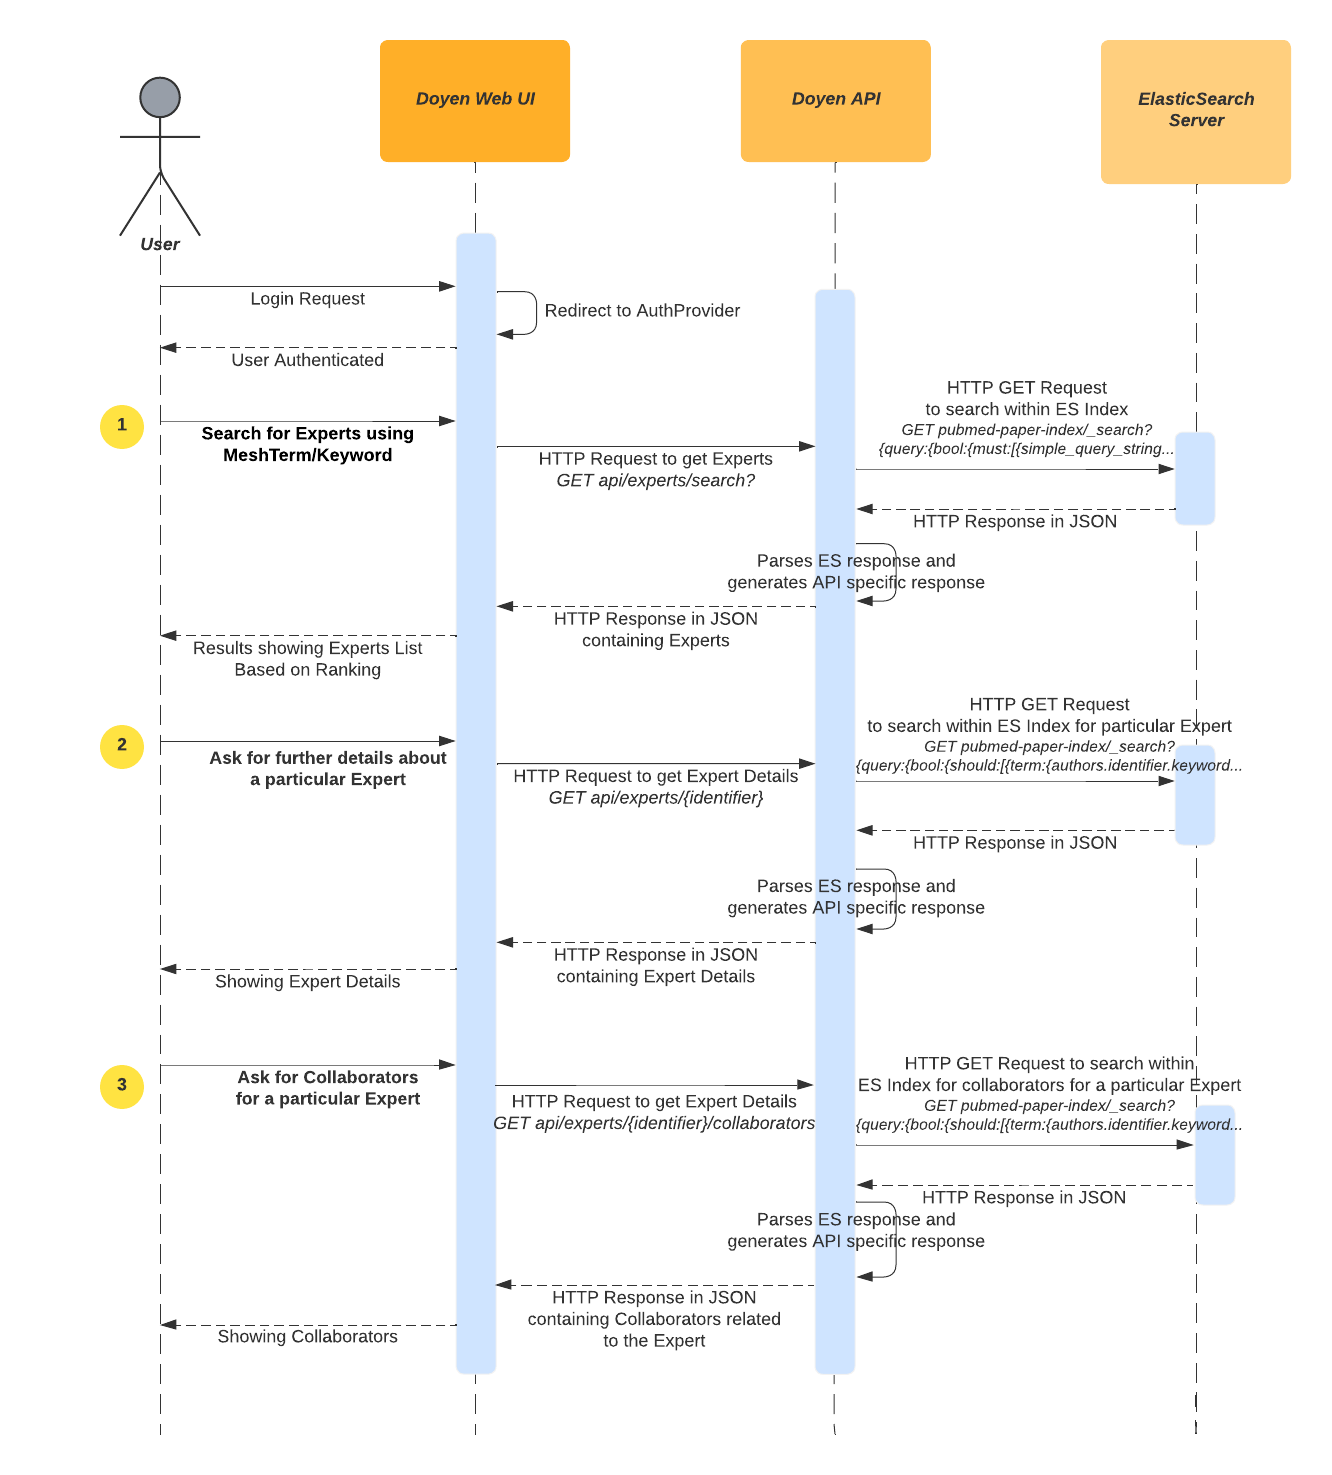 Doyen Web UI
Doyen API
ElasticSearch
Server
User
Login Request
Redirect to AuthProvider
User Authenticated
1
Search for Experts using
MeshTerm/Keyword
HTTP Request to get Experts
GET api/experts/search?
HTTP GET Request
to search within ES Index
GET pubmed-paper-index/_search?
{query:{bool:{must:[{simple_query_string...
HTTP Response in JSON
Parses ES response and
generates API specific response
HTTP Response in JSON
containing Experts
Results showing Experts List
Based on Ranking
2
Ask for further details about
a particular Expert
HTTP Request to get Expert Details
GET api/experts/{identifier}
HTTP GET Request
to search within ES Index for particular Expert
GET pubmed-paper-index/_search?
{query:{bool:{should:[{term:{authors.identifier.keyword...
HTTP Response in JSON
Parses ES response and
generates API specific response
HTTP Response in JSON
containing Expert Details
Showing Expert Details
3
Ask for Collaborators
for a particular Expert
HTTP Request to get Expert Details
GET api/experts/{identifier}/collaborators
HTTP GET Request to search within
ES Index for collaborators for a particular Expert
GET pubmed-paper-index/_search?
{query:{bool:{should:[{term:{authors.identifier.keyword...
HTTP Response in JSON
Parses ES response and
generates API specific response
HTTP Response in JSON
containing Collaborators related
to the Expert
Showing Collaborators